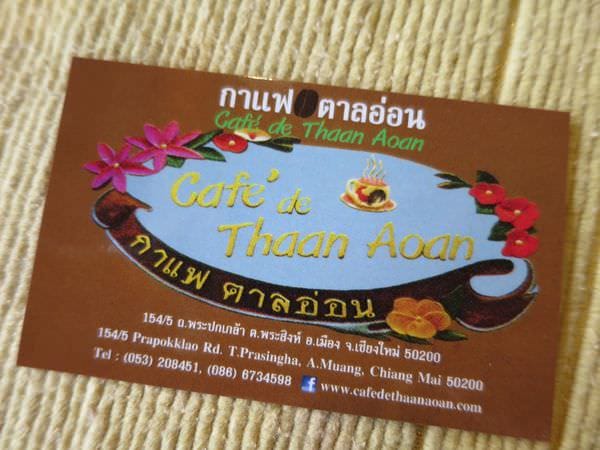 กาแฟ ตาลอ่อน
Café de Thaan Aoan
Café de
Thaan Aoan
กาแฟ ตาลอ่อน
154/5 ถ.พระปกเกล้า ต.พระสิงห์ อ.เมือง จ.เชียงใหม่ 50200
154/5 Prapokklao Rd. T.Prasingha, A.Muang, Chiang Mai 50200
Tel : (053) 208451, (086) 6734598 f www.cafedethaanaoan.com